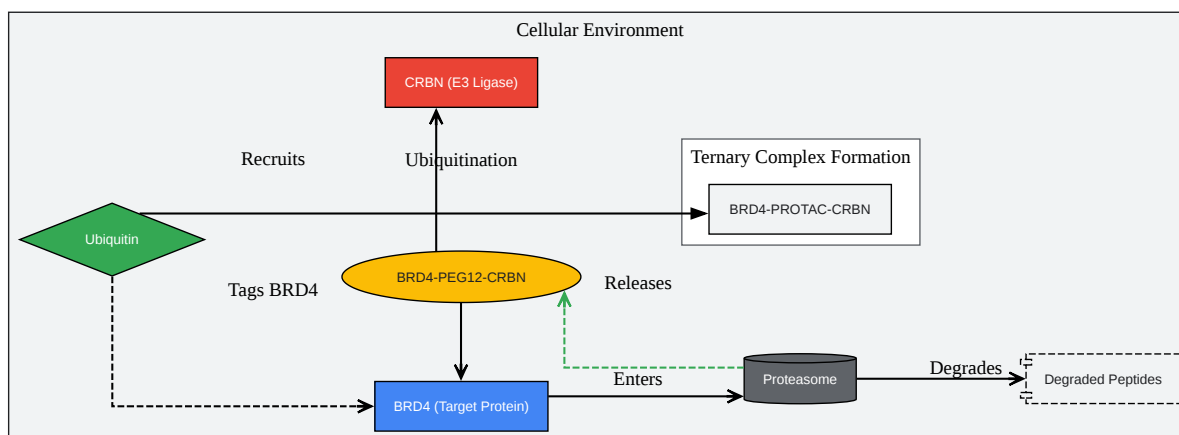 Cellular Environment
CRBN (E3 Ligase)
Recruits
Ubiquitination
Ternary Complex Formation
BRD4-PROTAC-CRBN
Ubiquitin
BRD4-PEG12-CRBN
Tags BRD4
Releases
Enters
Proteasome
Degrades
Degraded Peptides
BRD4 (Target Protein)